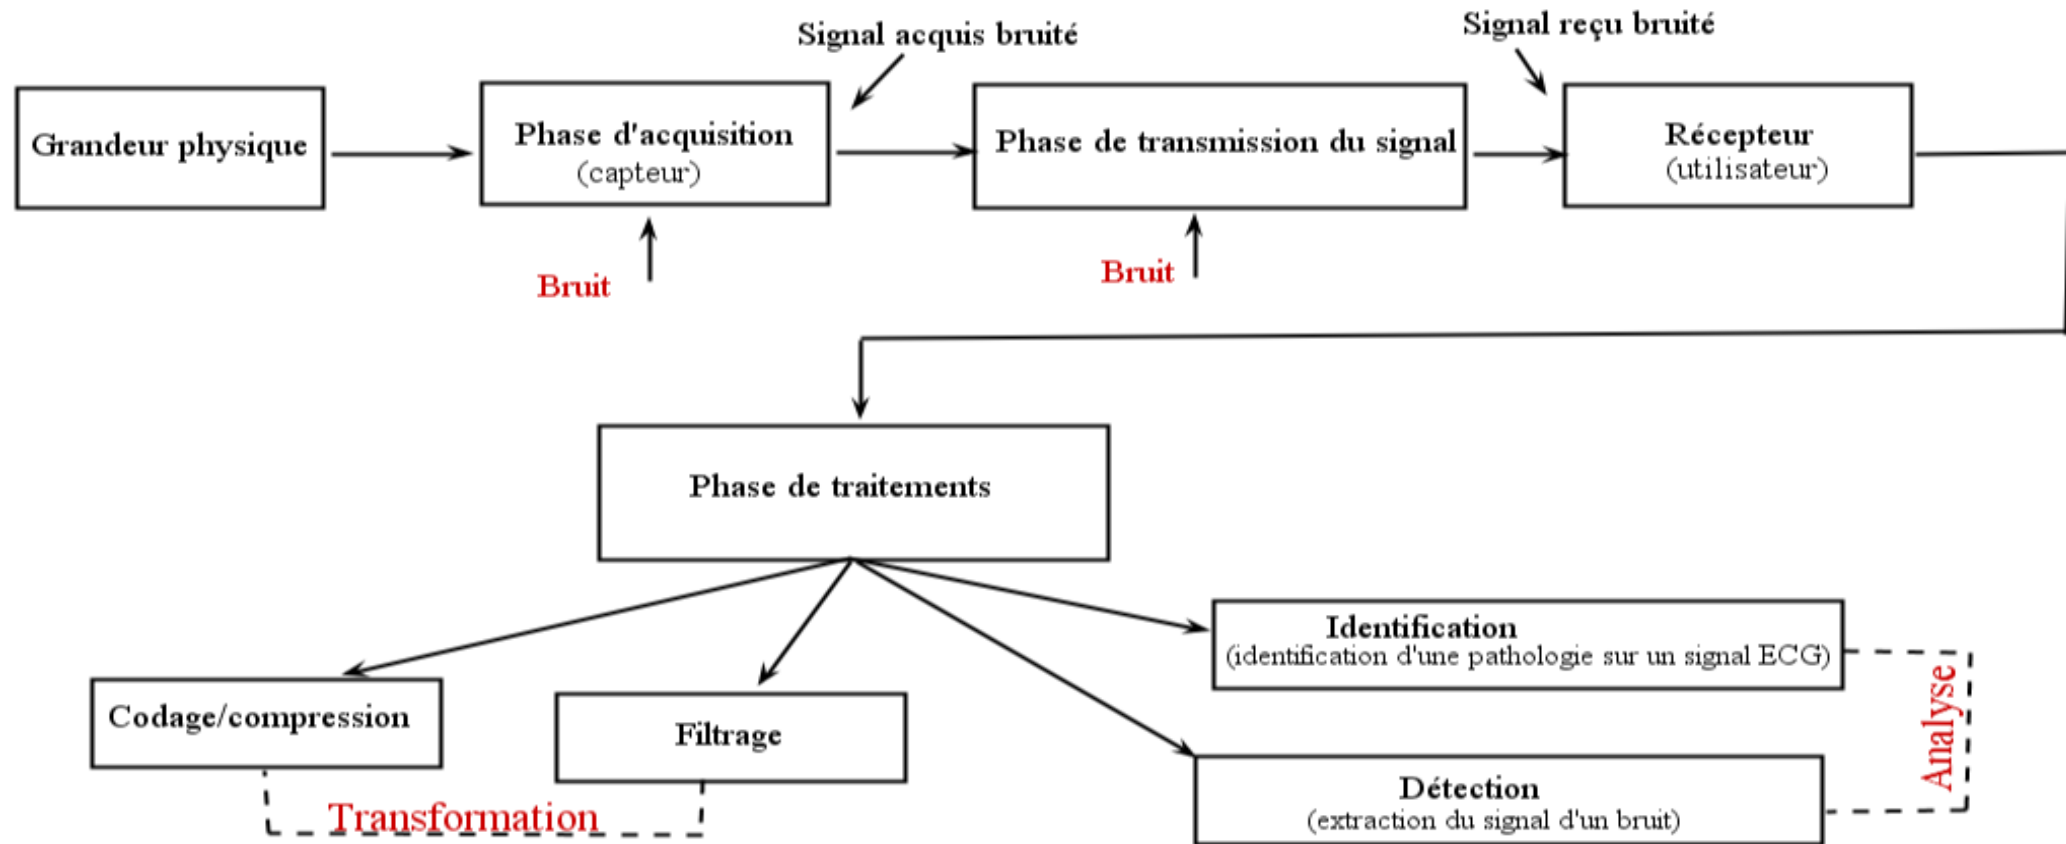 Signal acquis bruité
Signal reçu bruité
Grandeur physique
Phase d'acquisition
(capteur)
Phase de transmission du signal
Récepteur
(utilisateur)
Bruit
Bruit
Phase de traitements
Identification
(identification d'une pathologie sur un signal ECG)
Codage/compression
Filtrage
Analyse
Détection
(extraction du signal d'un bruit)
Transformation